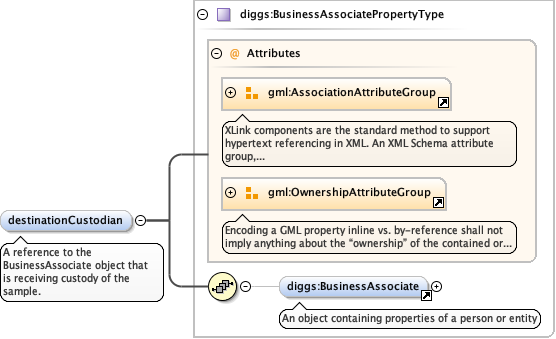 diggs:BusinessAssociatePropertyType
@ Attributes
gml:AssociationAttributeGroup
XLink components are the standard method to support
hypertext referencing in XML. An XML Schema attribute
group,...
gml:OwnershipAttributeGroup
Encoding a GML property inline vs. by-reference shall not
imply anything about the “ownership” of the contained or...
destinationCustodian
A reference to the
BusinessAssociate object that
is receiving custody of the
sample.
diggs:BusinessAssociate
An object containing properties of a person or entity